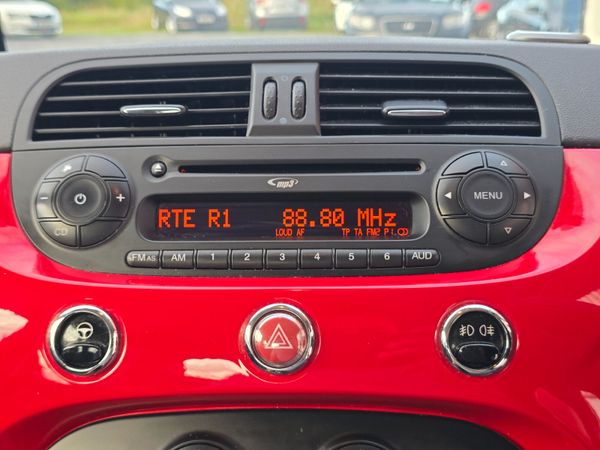 mp3
MENU
CD
RTE R1 88.80 MHz
LOUD AF TP TA FM2
FM AS AM 1 2 3 4 5 6 AUD